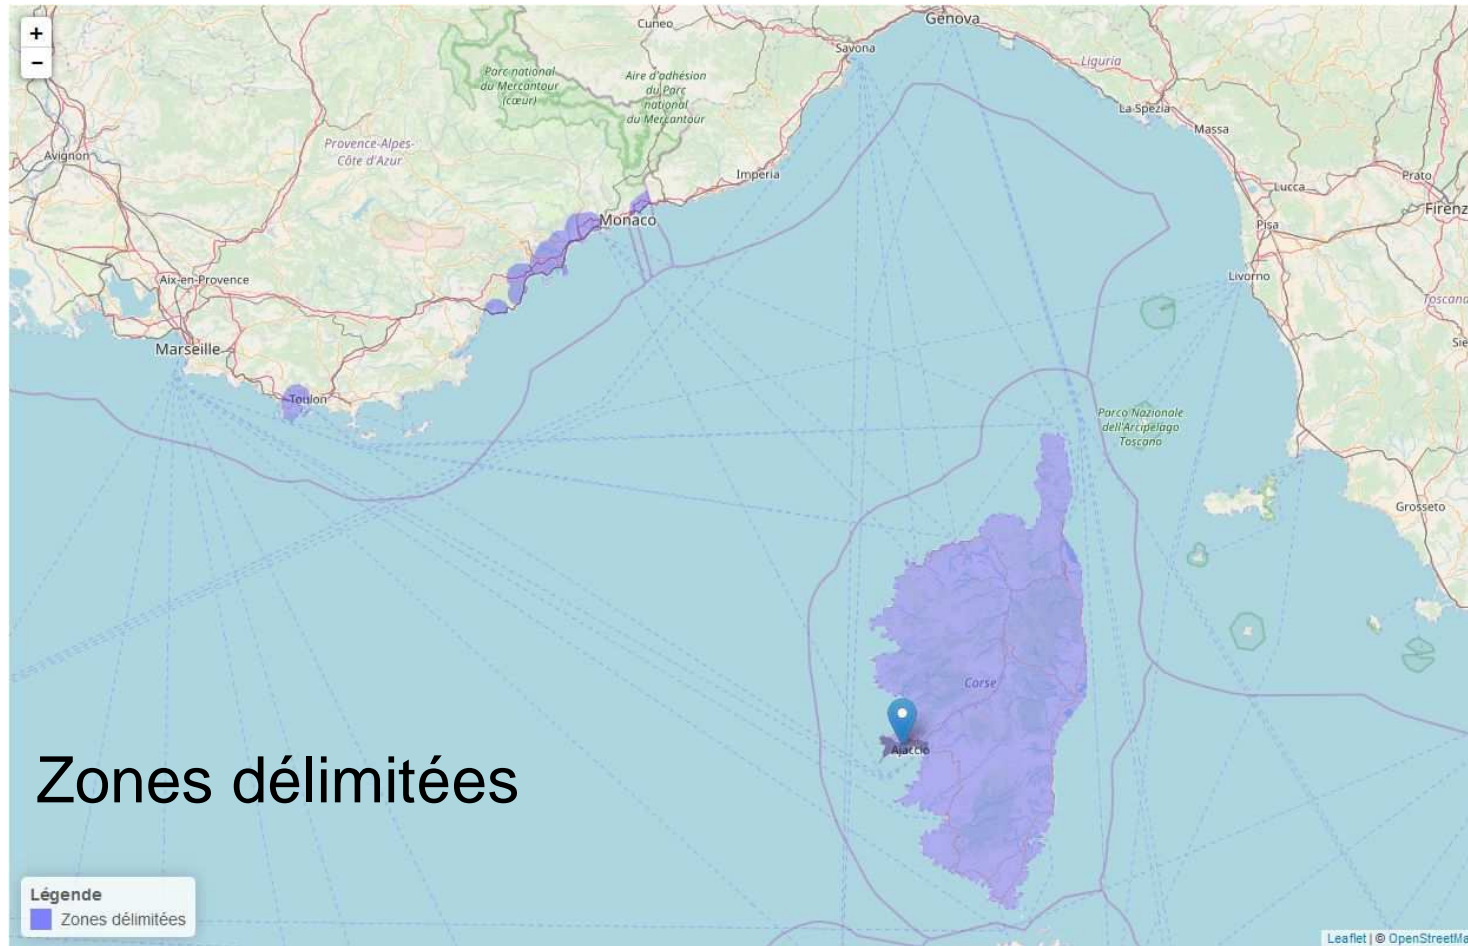 +
−
Cuneo
Genova
Savona
Parc national
du Mercantour
(cœur)
Aire d'adhésion
du Parc
national
du Mercantour
Liguria
La Spezia
Massa
Avignon
Provence-Alpes-
Côte d'Azur
Imperia
Prato
Lucca
Firenz
Monaco
Pisa
Aix-en-Provence
Livorno
Toscana
Marseille
Sie
Toulon
Parco Nazionale
dell'Arcipelago
Toscano
Grosseto
Corse
Ajaccio
Zones délimitées
Légende
Zones délimitées
Leaflet | © OpenStreetMa